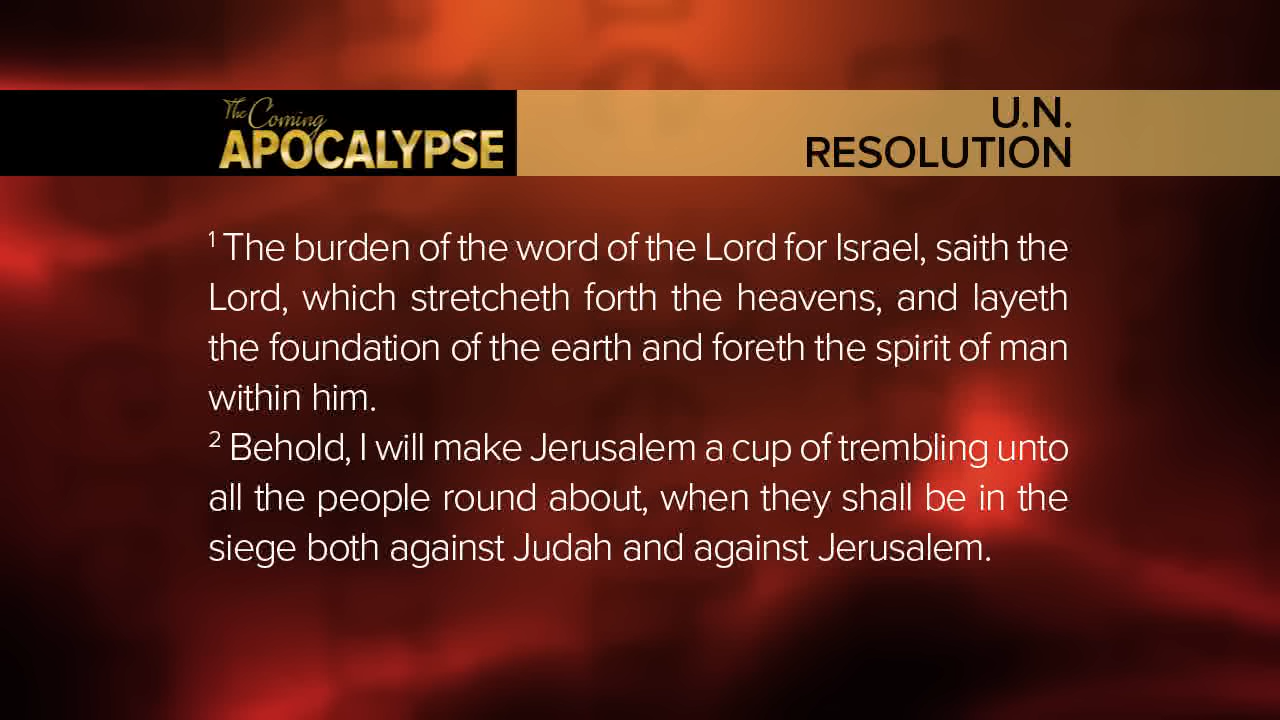 The Coming
APOCALYPSE
U.N.
RESOLUTION
¹ The burden of the word of the Lord for Israel, saith the
Lord, which stretcheth forth the heavens, and layeth
the foundation of the earth and foreth the spirit of man
within him.
² Behold, I will make Jerusalem a cup of trembling unto
all the people round about, when they shall be in the
siege both against Judah and against Jerusalem.